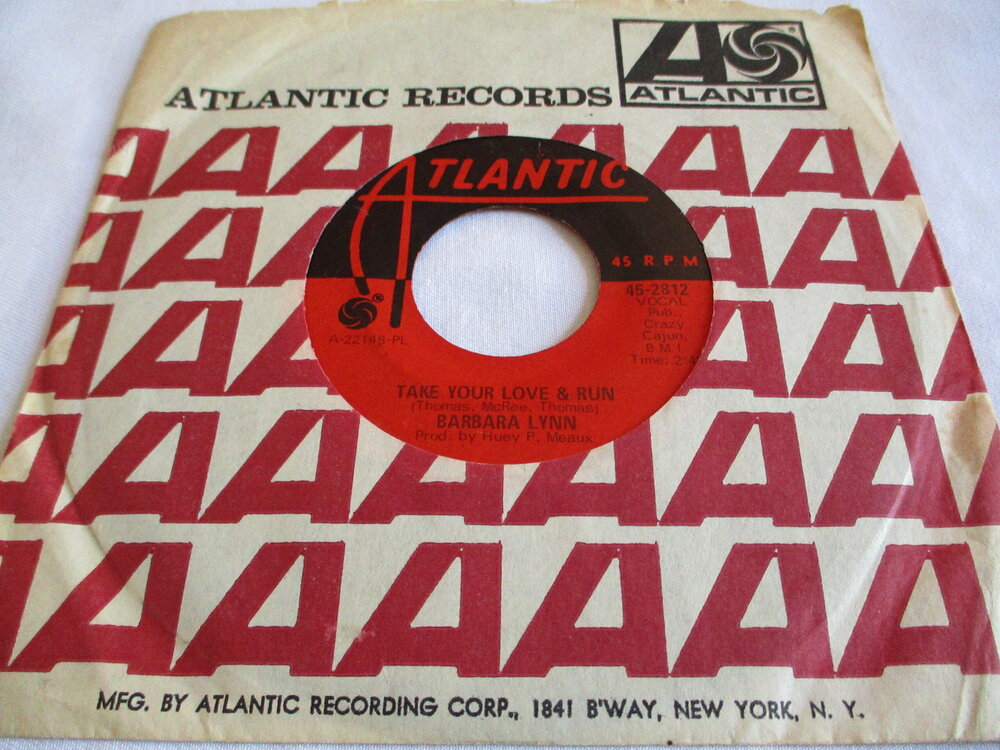 ATLANTIC RECORDS
ATLANTIC
ATLANTIC
45 R.P.M
45-2812
VOCAL
Pub.,
Crazy
Cajun,
B.M.I.
Time:
A-22148-PL
TAKE YOUR LOVE & RUN
(Thomas, McRee, Thomas)
BARBARA LYNN
Prod. by Huey P. Meaux
MFG. BY ATLANTIC RECORDING CORP., 1841 B'WAY, NEW YORK, N. Y.